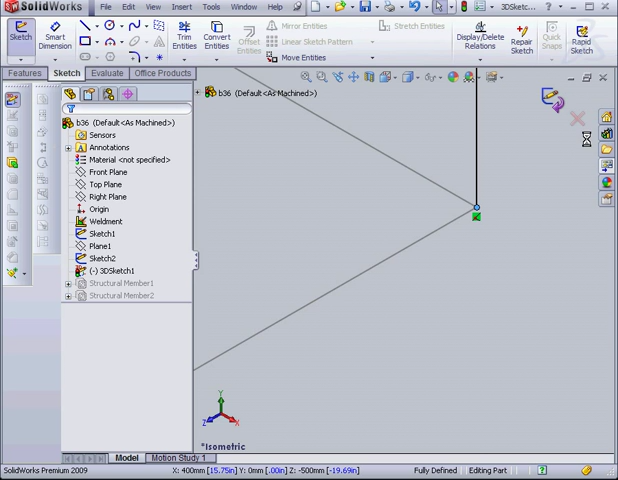 SolidWorks File Edit View Insert Tools Window Help 3DSketc...
Sketch Smart Dimension Trim Entities Convert Entities Offset Entities Mirror Entities Linear Sketch Pattern Move Entities Stretch Entities Display/Delete Relations Repair Sketch Quick Snaps Rapid Sketch
Features Sketch Evaluate Office Products
b36 (Default<As Machined>)
b36 (Default<As Machined>)
Sensors
Annotations
Material <not specified>
Front Plane
Top Plane
Right Plane
Origin
Weldment
Sketch1
Plane1
Sketch2
(-) 3DSketch1
Structural Member1
Structural Member2
Y
Z X
*Isometric
Model Motion Study 1
SolidWorks Premium 2009 X: 400mm [15.75in] Y: 0mm [.00in] Z: -500mm [-19.69in] Fully Defined Editing Part